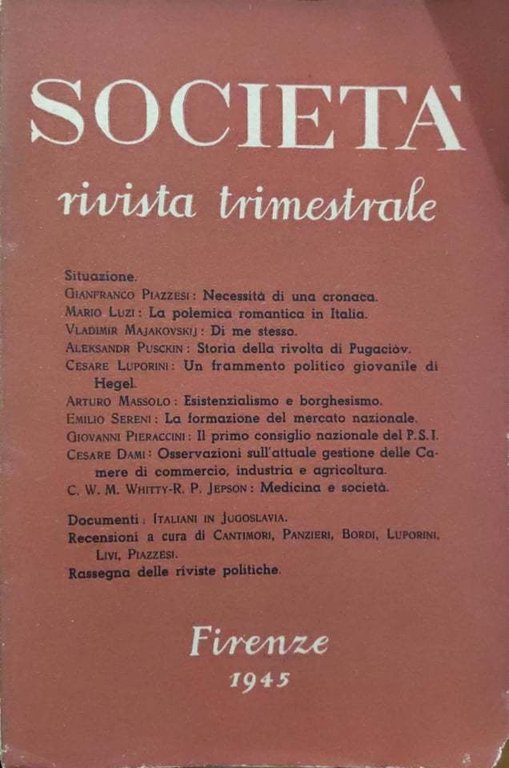 SOCIETÀ
rivista trimestrale
Situazione.
GIANFRANCO PIAZZESI : Necessità di una cronaca.
MARIO LUZI : La polemica romantica in Italia.
VLADIMIR MAJAKOVSKIJ : Di me stesso.
ALEKSANDR PUSCKIN : Storia della rivolta di Pugaciòv.
CESARE LUPORINI : Un frammento politico giovanile di
Hegel.
ARTURO MASSOLO : Esistenzialismo e borghesismo.
EMILIO SERENI : La formazione del mercato nazionale.
GIOVANNI PIERACCINI : Il primo consiglio nazionale del P.S.I.
CESARE DAMI : Osservazioni sull'attuale gestione delle Ca-
mere di commercio, industria e agricoltura.
C. W. M. WHITTY-R. P. JEPSON : Medicina e società.
Documenti : ITALIANI IN JUGOSLAVIA.
Recensioni a cura di CANTIMORI, PANZIERI, BORDI, LUPORINI,
LIVI, PIAZZESI.
Rassegna delle riviste politiche.
Firenze
1945